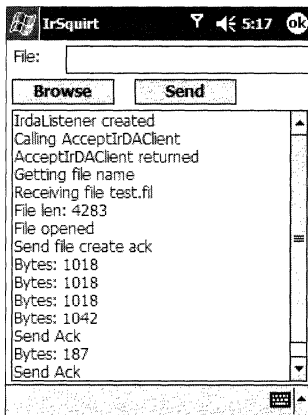 IrSquirt 5:17 ok
File:
Browse Send
IrdaListener created
Calling AcceptIrDAClient
AcceptIrDAClient returned
Getting file name
Receiving file test.fil
File len: 4283
File opened
Send file create ack
Bytes: 1018
Bytes: 1018
Bytes: 1018
Bytes: 1042
Send Ack
Bytes: 187
Send Ack